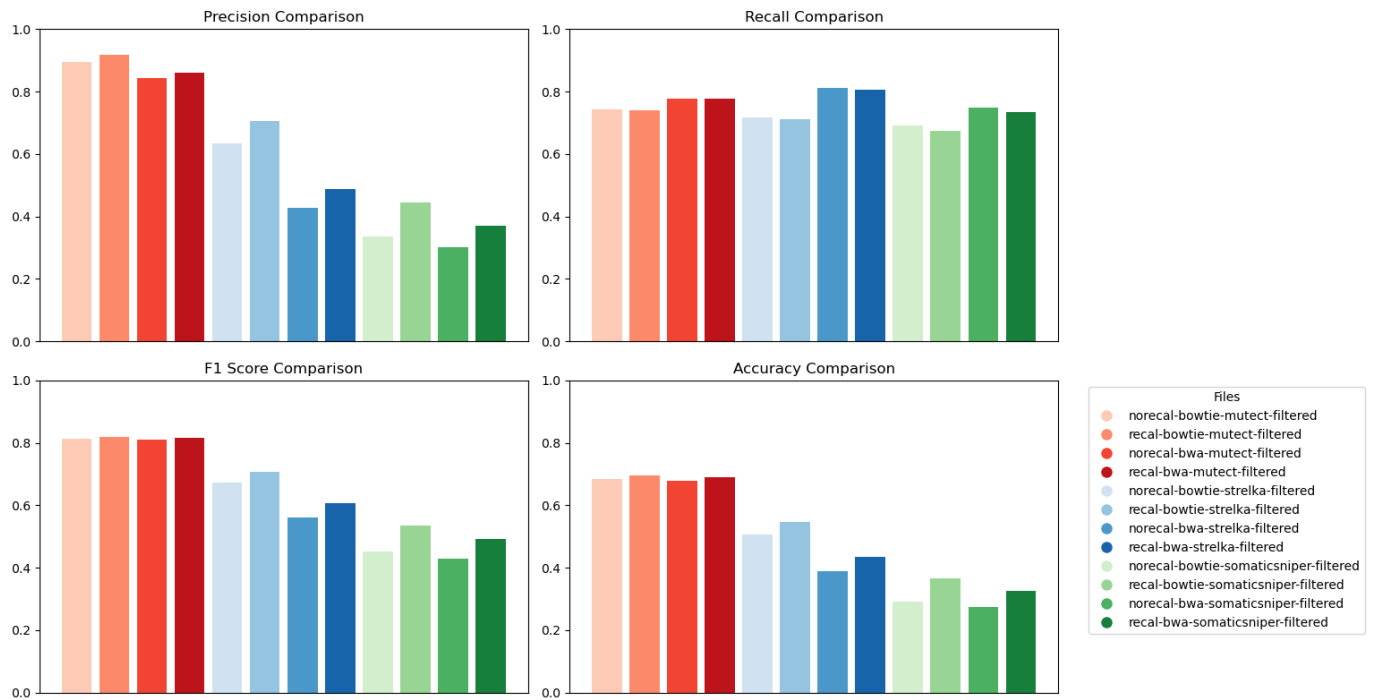 Precision Comparison
1.0
0.8
0.6
0.4
0.2
0.0
Recall Comparison
1.0
0.8
0.6
0.4
0.2
0.0
F1 Score Comparison
1.0
0.8
0.6
0.4
0.2
0.0
Accuracy Comparison
1.0
0.8
0.6
0.4
0.2
0.0
Files
norecal-bowtie-mutect-filtered
recal-bowtie-mutect-filtered
norecal-bwa-mutect-filtered
recal-bwa-mutect-filtered
norecal-bowtie-strelka-filtered
recal-bowtie-strelka-filtered
norecal-bwa-strelka-filtered
recal-bwa-strelka-filtered
norecal-bowtie-somaticsniper-filtered
recal-bowtie-somaticsniper-filtered
norecal-bwa-somaticsniper-filtered
recal-bwa-somaticsniper-filtered